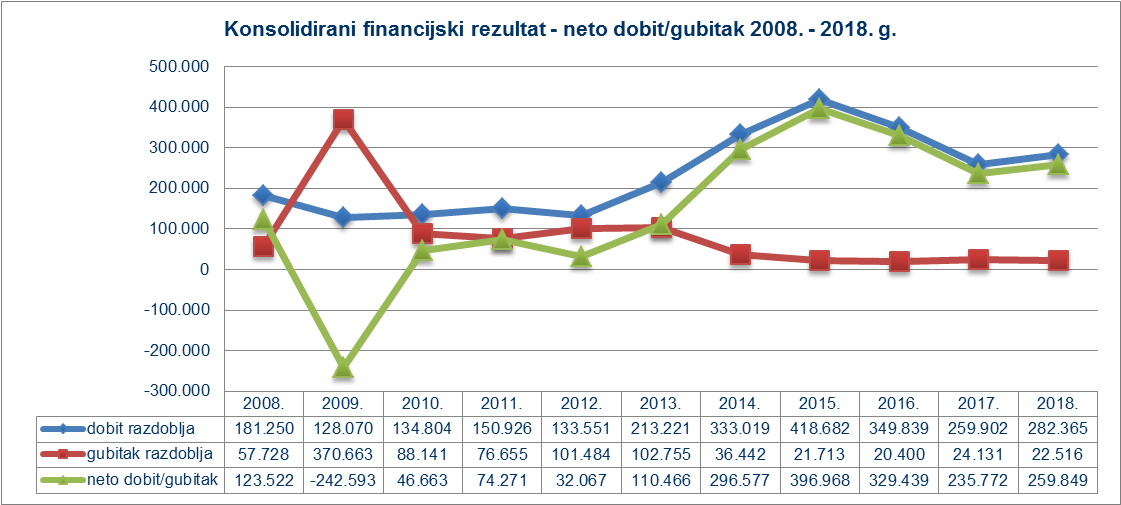 Konsolidirani financijski rezultat - neto dobit/gubitak 2008. - 2018. g.
500.000
400.000
300.000
200.000
100.000
0
-100.000
-200.000
-300.000
2008. 2009. 2010. 2011. 2012. 2013. 2014. 2015. 2016. 2017. 2018.
dobit razdoblja 181.250 128.070 134.804 150.926 133.551 213.221 333.019 418.682 349.839 259.902 282.365
gubitak razdoblja 57.728 370.663 88.141 76.655 101.484 102.755 36.442 21.713 20.400 24.131 22.516
neto dobit/gubitak 123.522 -242.593 46.663 74.271 32.067 110.466 296.577 396.968 329.439 235.772 259.849